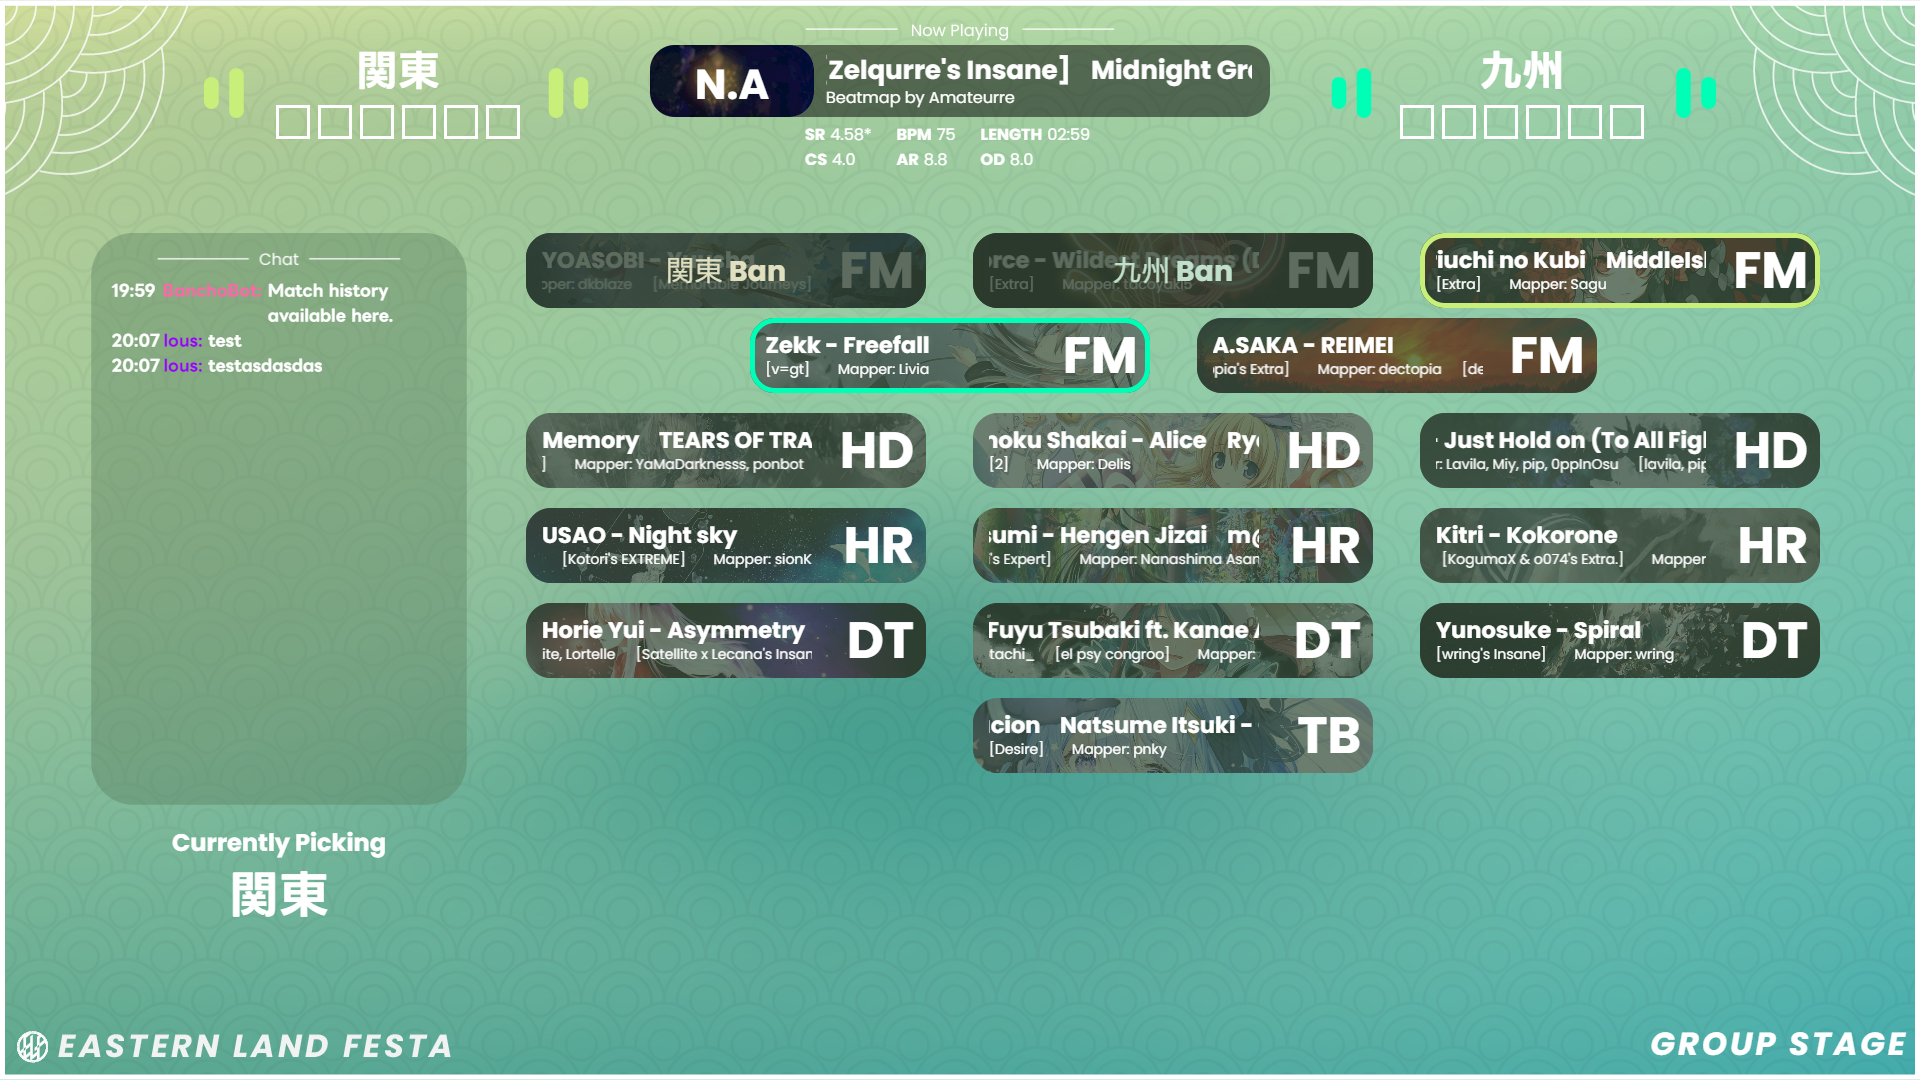 Now Playing
関東
N.A
Zelqurre's Insane] Midnight Gr
Beatmap by Amateurre
九州
SR 4.58* BPM 75 LENGTH 02:59
CS 4.0 AR 8.8 OD 8.0
Chat
19:59 BanchoBot: Match history
available here.
20:07 lous: test
20:07 lous: testasdasdas
Currently Picking
関東
YOASOBI -
関東 Ban
FM
per: dkblaze [Memorable Journeys]
rce - Wildest Dreams (
九州 Ban
FM
[Extra] Mapper: tacoyaki5
iuchi no Kubi MiddleIsl
FM
[Extra] Mapper: Sagu
Zekk - Freefall
FM
[v=gt] Mapper: Livia
A.SAKA - REIMEI
FM
pia's Extra] Mapper: dectopia [de
Memory TEARS OF TRA
HD
] Mapper: YaMaDarknesss, ponbot
noku Shakai - Alice Ry
HD
[2] Mapper: Delis
- Just Hold on (To All Figl
HD
r: Lavila, Miy, pip, 0ppInOsu [lavila, pip
USAO - Night sky
HR
[Kotori's EXTREME] Mapper: sionK
sumi - Hengen Jizai m@
HR
's Expert] Mapper: Nanashima Asan
Kitri - Kokorone
HR
[KogumaX & o074's Extra.] Mapper
Horie Yui - Asymmetry
DT
ite, Lortelle [Satellite x Lecana's Insan
Fuyu Tsubaki ft. Kanae
DT
tachi_ [el psy congroo] Mapper:
Yunosuke - Spiral
DT
[wring's Insane] Mapper: wring
cion Natsume Itsuki -
TB
[Desire] Mapper: pnky
EASTERN LAND FESTA
GROUP STAGE